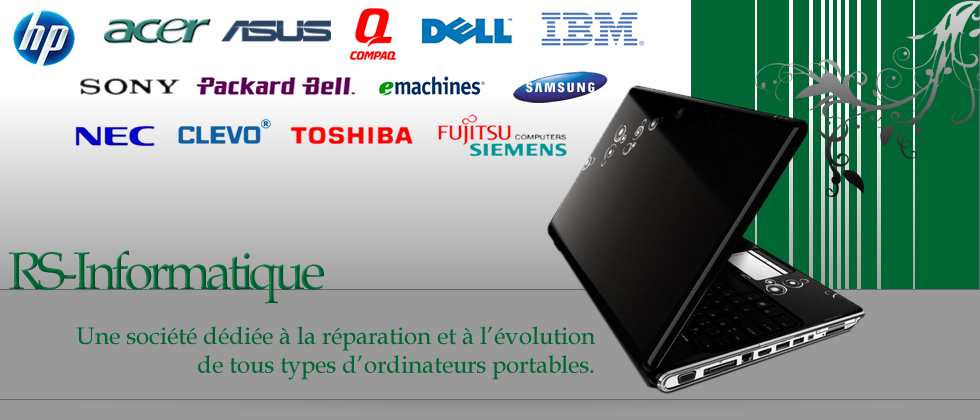 hp acer ASUS Q COMPAQ DELL IBM®
SONY Packard Bell. emachines® SAMSUNG
NEC CLEVO® TOSHIBA FUJITSU COMPUTERS
SIEMENS
RS-Informatique
Une société dédiée à la réparation et à l’évolution
de tous types d’ordinateurs portables.